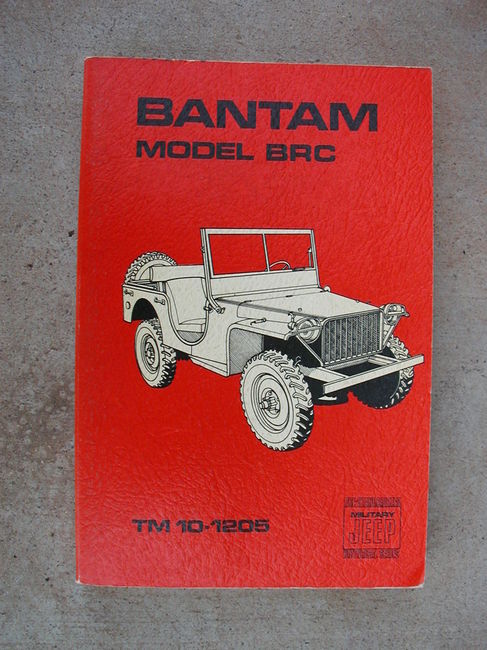 BANTAM
MODEL BRC
TM 10-1205
MILITARY
JEEP